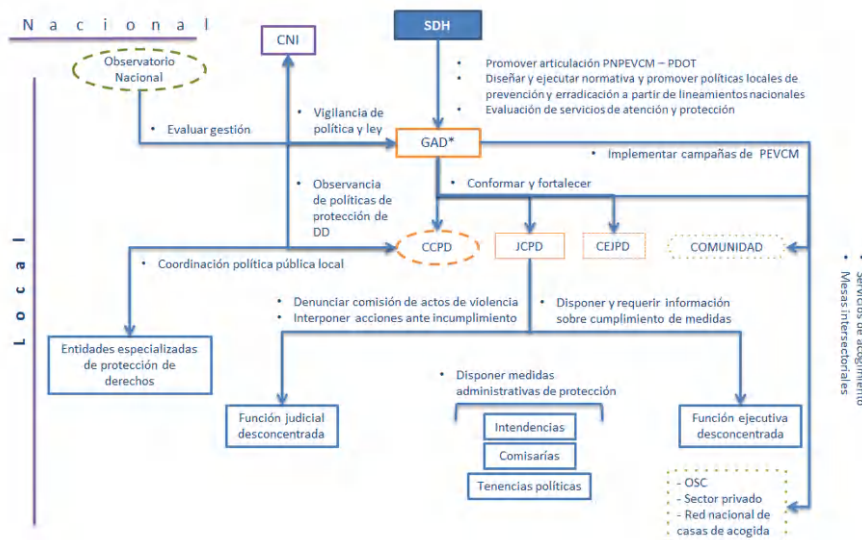 Nacional
CNI
SDH
Observatorio
Nacional
• Promover articulación PNPEVCM – PDOT
• Diseñar y ejecutar normativa y promover políticas locales de
prevención y erradicación a partir de lineamientos nacionales
• Evaluación de servicios de atención y protección
• Evaluar gestión
• Vigilancia de
política y ley
GAD*
• Implementar campañas de PEVCM
• Observancia
de políticas de
protección de
DD
• Conformar y fortalecer
CCPD
JCPD
CEJPD
COMUNIDAD
• Coordinación política pública local
Local
• Denunciar comisión de actos de violencia
• Interponer acciones ante incumplimiento
• Disponer y requerir información
sobre cumplimiento de medidas
• Servicios de acogimiento
• Mesas intersectoriales
Entidades especializadas
de protección de
derechos
• Disponer medidas
administrativas de protección
Función judicial
desconcentrada
Intendencias
Comisarías
Tenencias políticas
Función ejecutiva
desconcentrada
- OSC
- Sector privado
- Red nacional de
casas de acogida